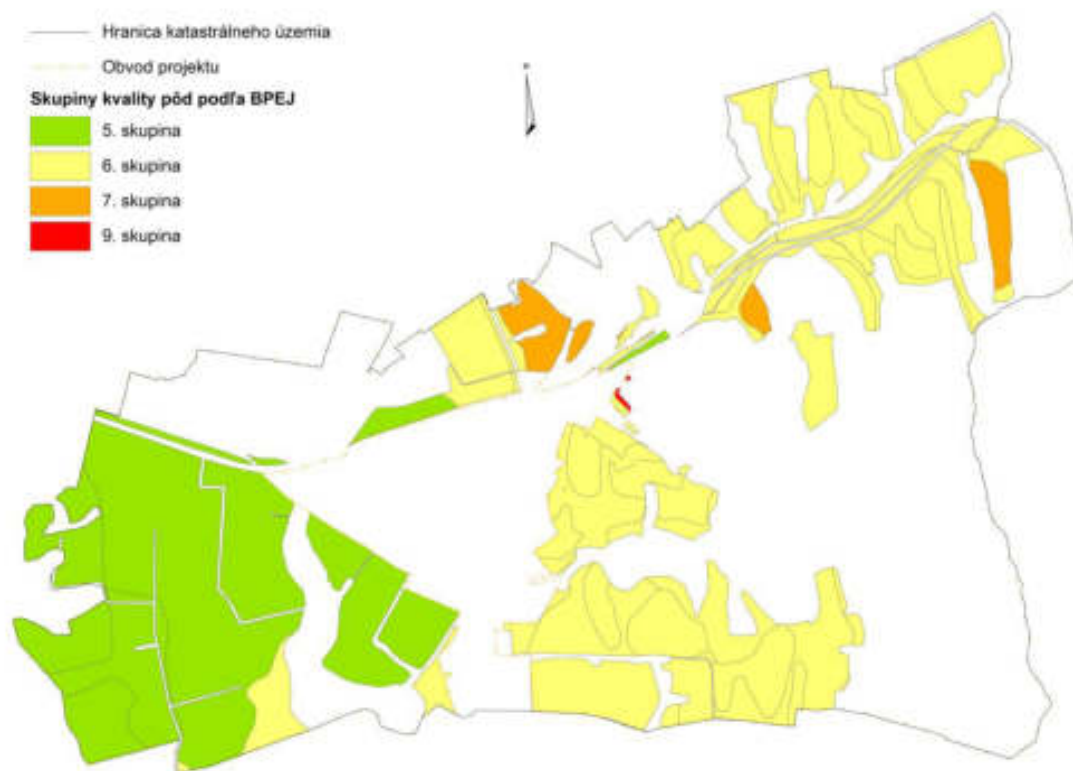 Hranica katastrálneho územia
Obvod projektu
Skupiny kvality pôd podľa BPEJ
5. skupina
6. skupina
7. skupina
9. skupina